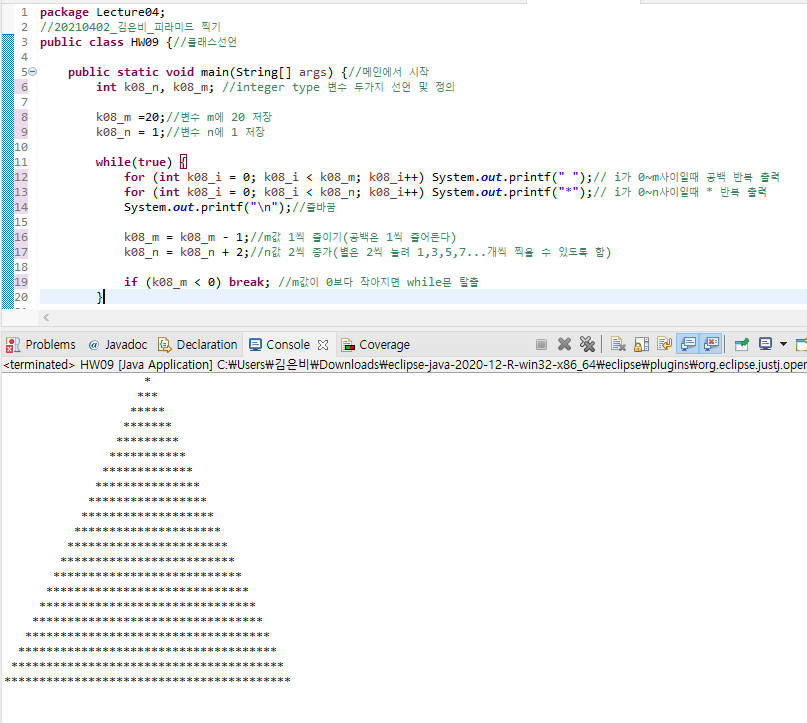 1 package Lecture04;
2 //20210402_김은비_피라미드 찍기
3 public class HW09 {//클래스선언
4
5 public static void main(String[] args) {//메인에서 시작
6 int k08_n, k08_m; //integer type 변수 두가지 선언 및 정의
7
8 k08_m =20;//변수 m에 20 저장
9 k08_n = 1;//변수 n에 1 저장
10
11 while(true) {
12 for (int k08_i = 0; k08_i < k08_m; k08_i++) System.out.printf(" ");// i가 0~m사이일때 공백 반복 출력
13 for (int k08_i = 0; k08_i < k08_n; k08_i++) System.out.printf("*");// i가 0~n사이일때 * 반복 출력
14 System.out.printf("\n");//줄바꿈
15
16 k08_m = k08_m - 1;//m값 1씩 줄이기(공백은 1씩 줄어든다)
17 k08_n = k08_n + 2;//n값 2씩 증가(별은 2씩 늘려 1,3,5,7...개씩 찍을 수 있도록 함)
18
19 if (k08_m < 0) break; //m값이 0보다 작아지면 while문 탈출
20 }
Problems @ Javadoc Declaration Console Coverage
<terminated> HW09 [Java Application] C:₩Users₩김은비₩Downloads₩eclipse-java-2020-12-R-win32-x86_64₩eclipse₩plugins₩org.eclipse.justj.open
*
***
*****
*******
*********
***********
*************
***************
*****************
*******************
*********************
***********************
*************************
***************************
*****************************
*******************************
*********************************
***********************************
*************************************
***************************************
*****************************************